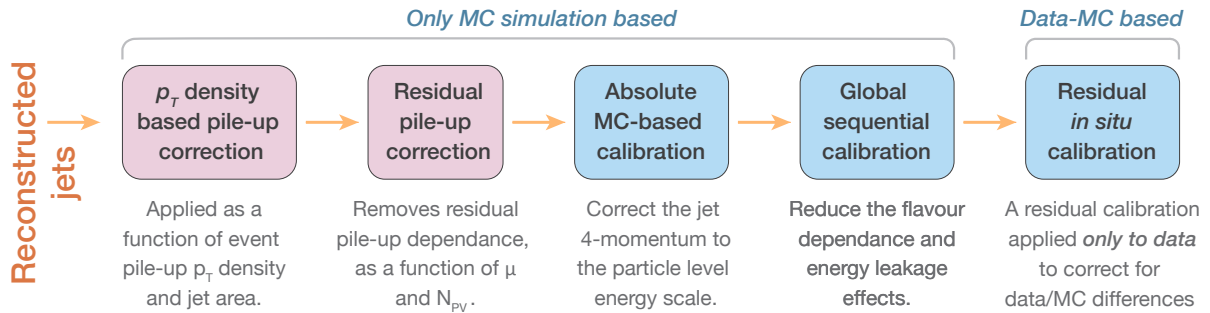 Only MC simulation based
Data-MC based
Reconstructed
jets
p_T density
based pile-up
correction
Residual
pile-up
correction
Absolute
MC-based
calibration
Global
sequential
calibration
Residual
in situ
calibration
Applied as a
function of event
pile-up p_T density
and jet area.
Removes residual
pile-up dependance,
as a function of μ
and N_PV.
Correct the jet
4-momentum to
the particle level
energy scale.
Reduce the flavour
dependance and
energy leakage
effects.
A residual calibration
applied only to data
to correct for
data/MC differences